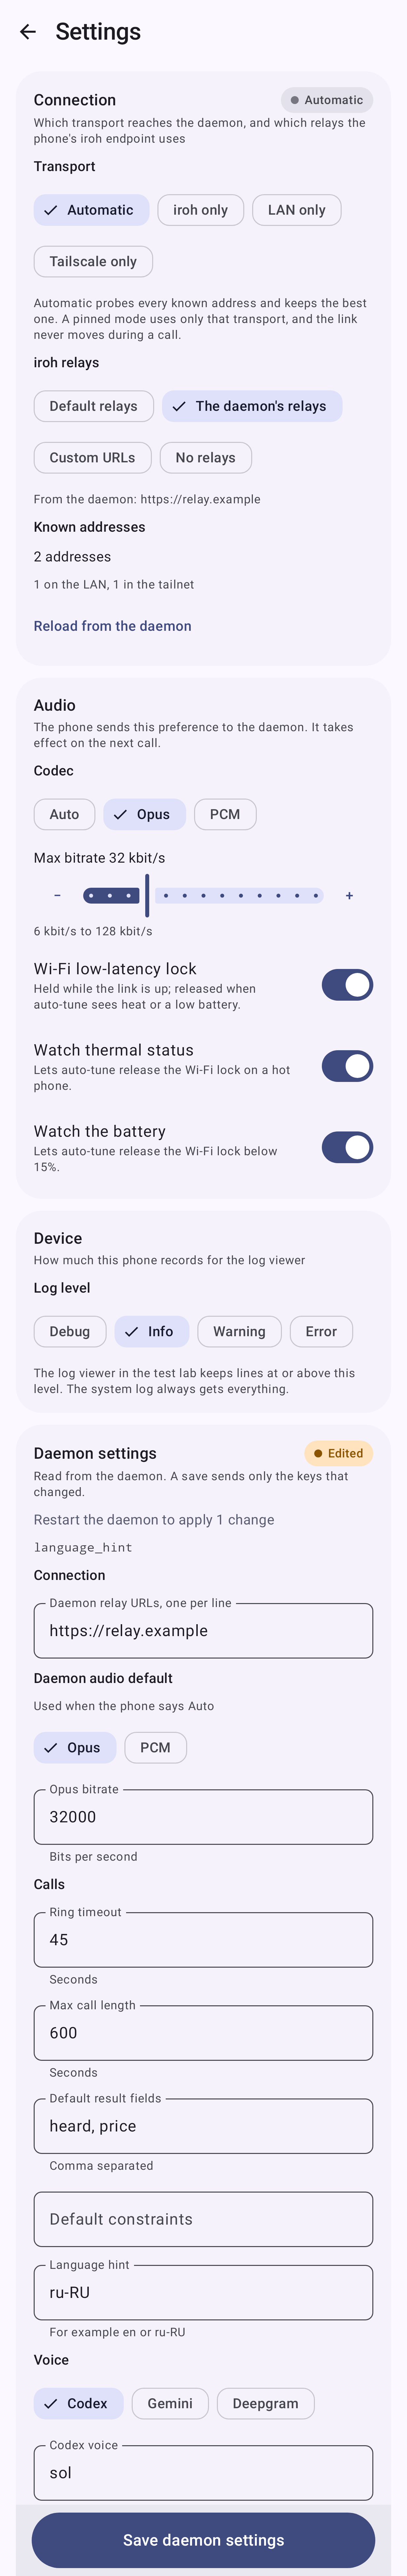 Settings
Connection
Automatic
Which transport reaches the daemon, and which relays the
phone's iroh endpoint uses
Transport
Automatic
iroh only
LAN only
Tailscale only
Automatic probes every known address and keeps the best
one. A pinned mode uses only that transport, and the link
never moves during a call.
iroh relays
Default relays
The daemon's relays
Custom URLs
No relays
From the daemon: https://relay.example
Known addresses
2 addresses
1 on the LAN, 1 in the tailnet
Reload from the daemon
Audio
The phone sends this preference to the daemon. It takes
effect on the next call.
Codec
Auto
Opus
PCM
Max bitrate 32 kbit/s
− +
6 kbit/s to 128 kbit/s
Wi-Fi low-latency lock
Held while the link is up; released when
auto-tune sees heat or a low battery.
Watch thermal status
Lets auto-tune release the Wi-Fi lock on a hot
phone.
Watch the battery
Lets auto-tune release the Wi-Fi lock below
15%.
Device
How much this phone records for the log viewer
Log level
Debug
Info
Warning
Error
The log viewer in the test lab keeps lines at or above this
level. The system log always gets everything.
Daemon settings
Edited
Read from the daemon. A save sends only the keys that
changed.
Restart the daemon to apply 1 change
language_hint
Connection
Daemon relay URLs, one per line
https://relay.example
Daemon audio default
Used when the phone says Auto
Opus
PCM
Opus bitrate
32000
Bits per second
Calls
Ring timeout
45
Seconds
Max call length
600
Seconds
Default result fields
heard, price
Comma separated
Default constraints
Language hint
ru-RU
For example en or ru-RU
Voice
Codex
Gemini
Deepgram
Codex voice
sol
Save daemon settings